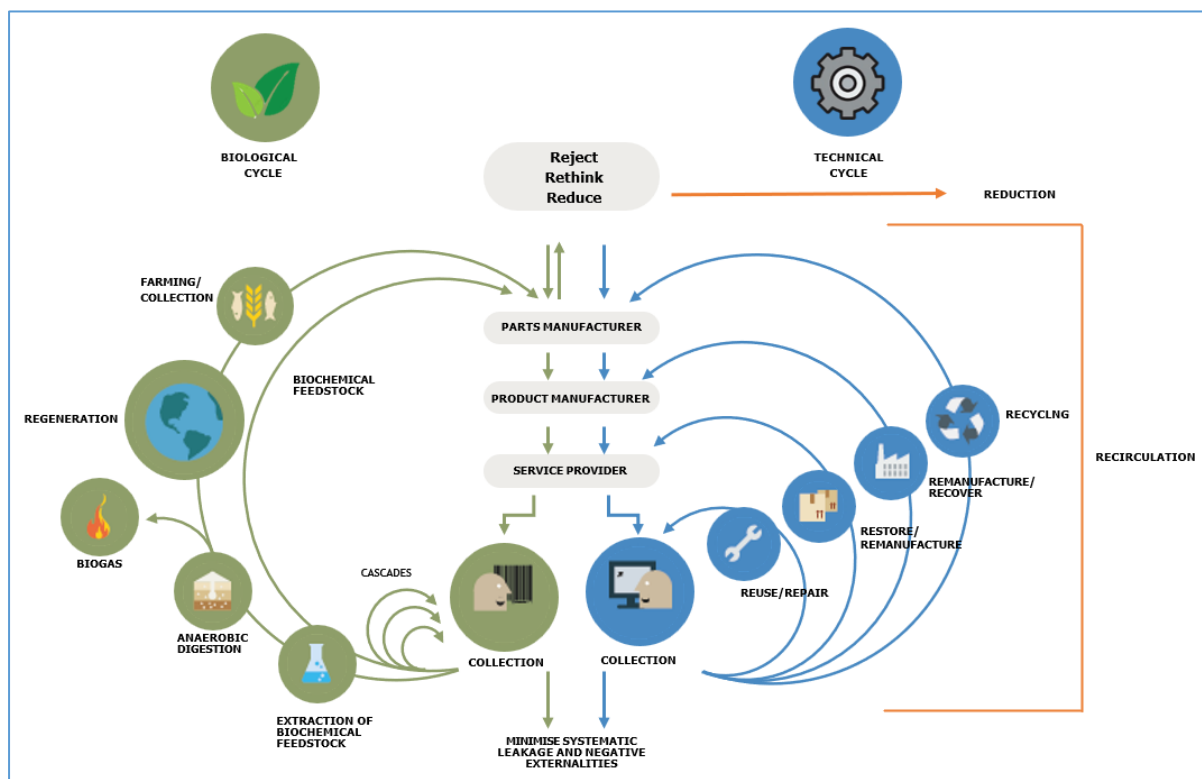 BIOLOGICAL
CYCLE
TECHNICAL
CYCLE
Reject
Rethink
Reduce
REDUCTION
FARMING/
COLLECTION
PARTS MANUFACTURER
BIOCHEMICAL
FEEDSTOCK
PRODUCT MANUFACTURER
REGENERATION
RECYCLNG
RECIRCULATION
SERVICE PROVIDER
REMANUFACTURE/
RECOVER
RESTORE/
REMANUFACTURE
BIOGAS
CASCADES
REUSE/REPAIR
ANAEROBIC
DIGESTION
COLLECTION
COLLECTION
EXTRACTION OF
BIOCHEMICAL
FEEDSTOCK
MINIMISE SYSTEMATIC
LEAKAGE AND NEGATIVE
EXTERNALITIES